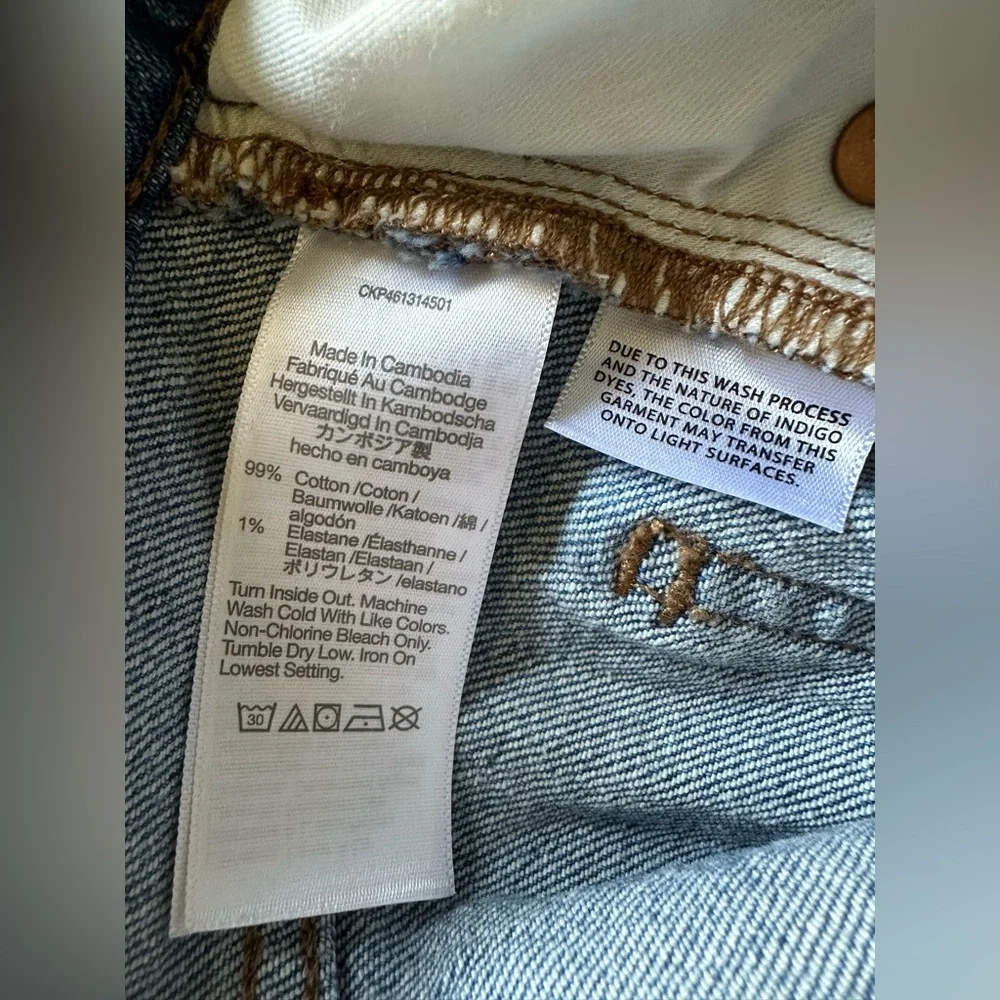 CKP461314501
Made In Cambodia
Fabriqué Au Cambodge
Hergestellt In Kambodscha
Vervaardigd In Cambodja
カンボジア製
hecho en camboya
99% Cotton /Coton /
Baumwolle /Katoen /綿 /
algodón
1% Elastane /Élasthanne /
Elastan /Elastaan /
ポリウレタン /elastano
Turn Inside Out. Machine
Wash Cold With Like Colors.
Non-Chlorine Bleach Only.
Tumble Dry Low. Iron On
Lowest Setting.
30
DUE TO THIS WASH PROCESS
AND THE NATURE OF INDIGO
DYES, THE COLOR FROM THIS
GARMENT MAY TRANSFER
ONTO LIGHT SURFACES.